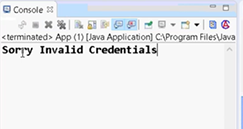 Console
<terminated> App (1) [Java Application] C:\Program Files\Java
Sorry Invalid Credentials